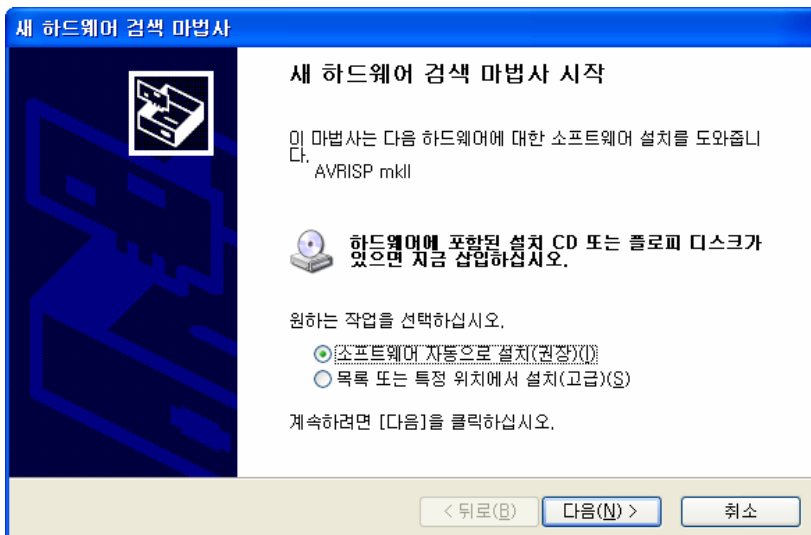 새 하드웨어 검색 마법사
새 하드웨어 검색 마법사 시작
이 마법사는 다음 하드웨어에 대한 소프트웨어 설치를 도와줍니
다.
AVRISP mkII
하드웨어에 포함된 설치 CD 또는 플로피 디스크가
있으면 지금 삽입하십시오.
원하는 작업을 선택하십시오.
소프트웨어 자동으로 설치(권장)(I)
목록 또는 특정 위치에서 설치(고급)(S)
계속하려면 [다음]을 클릭하십시오.
< 뒤로(B) 다음(N) > 취소